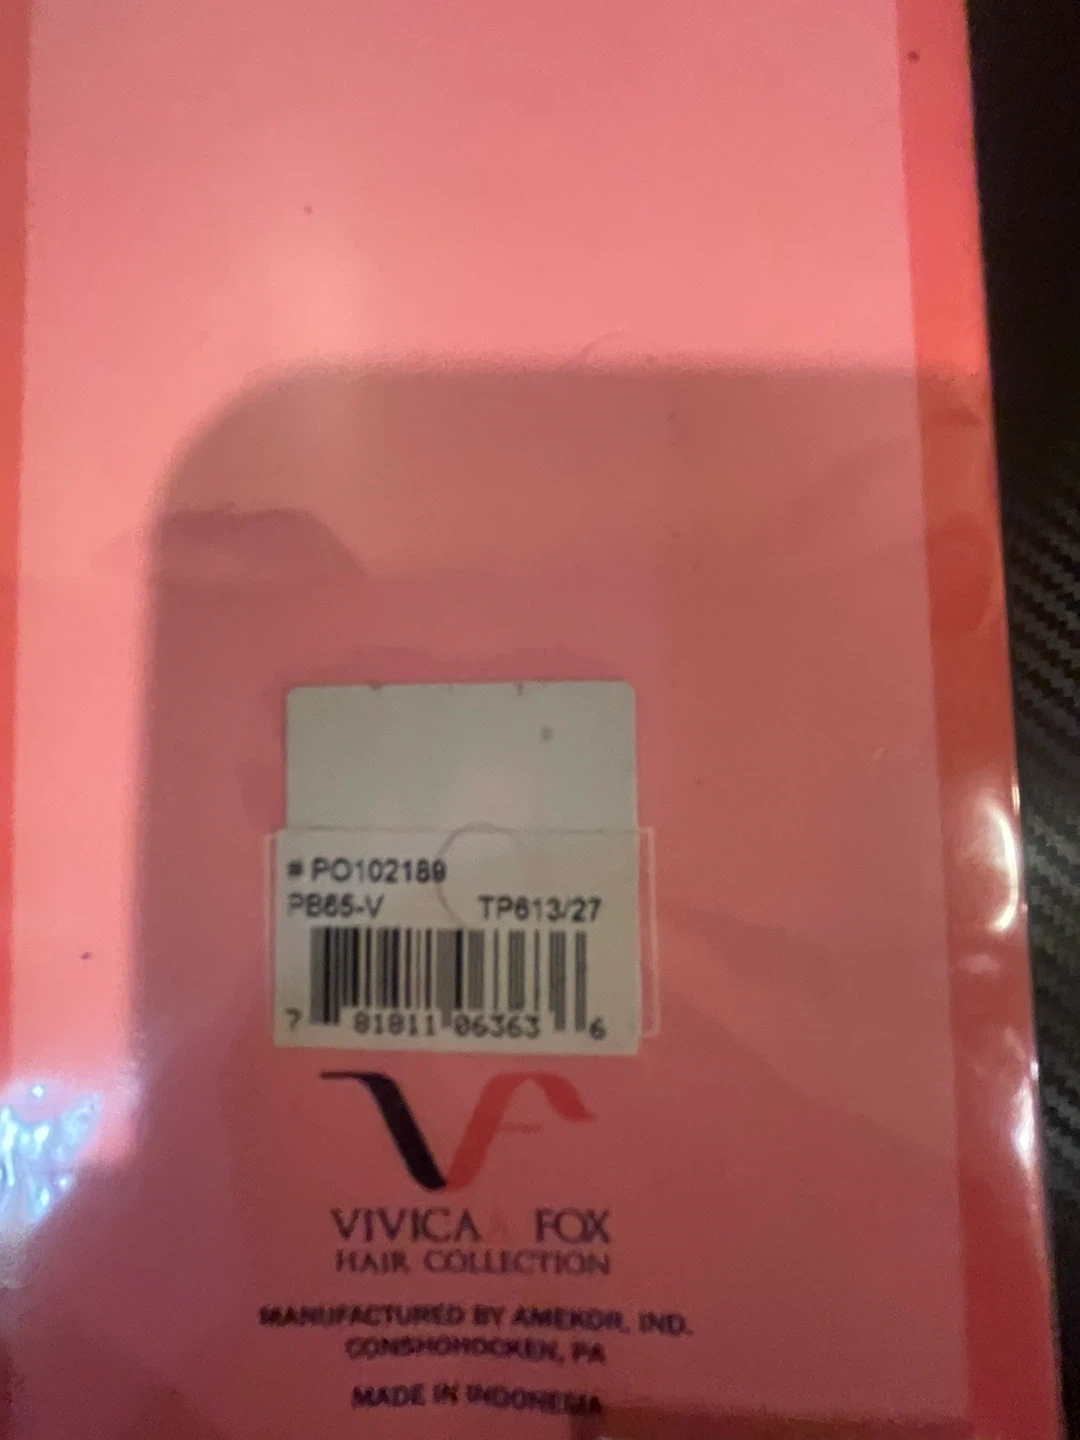 # PO102189
PB65-V TP613/27
7 81811 06363 6
VIVICA A FOX
HAIR COLLECTION
MANUFACTURED BY AMEKOR, IND.
CONSHOHOCKEN, PA
MADE IN INDONESIA